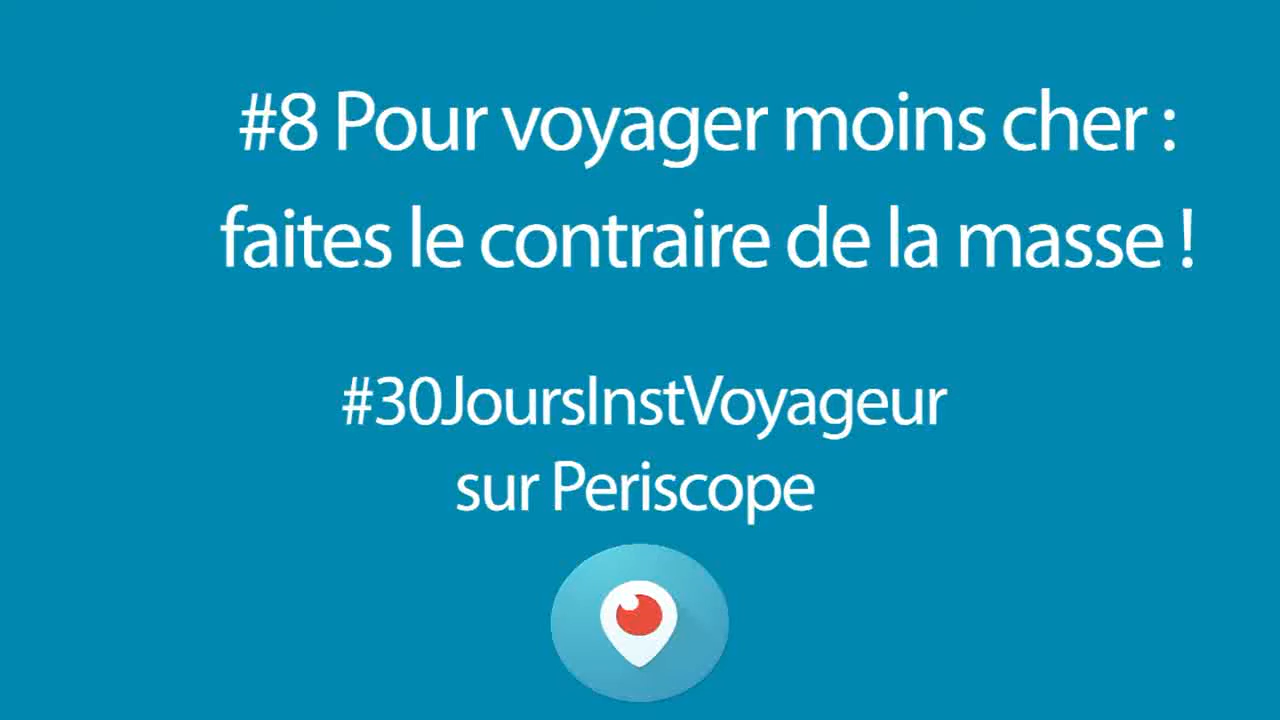 #8 Pour voyager moins cher :
faites le contraire de la masse !
#30JoursInstVoyageur
sur Periscope